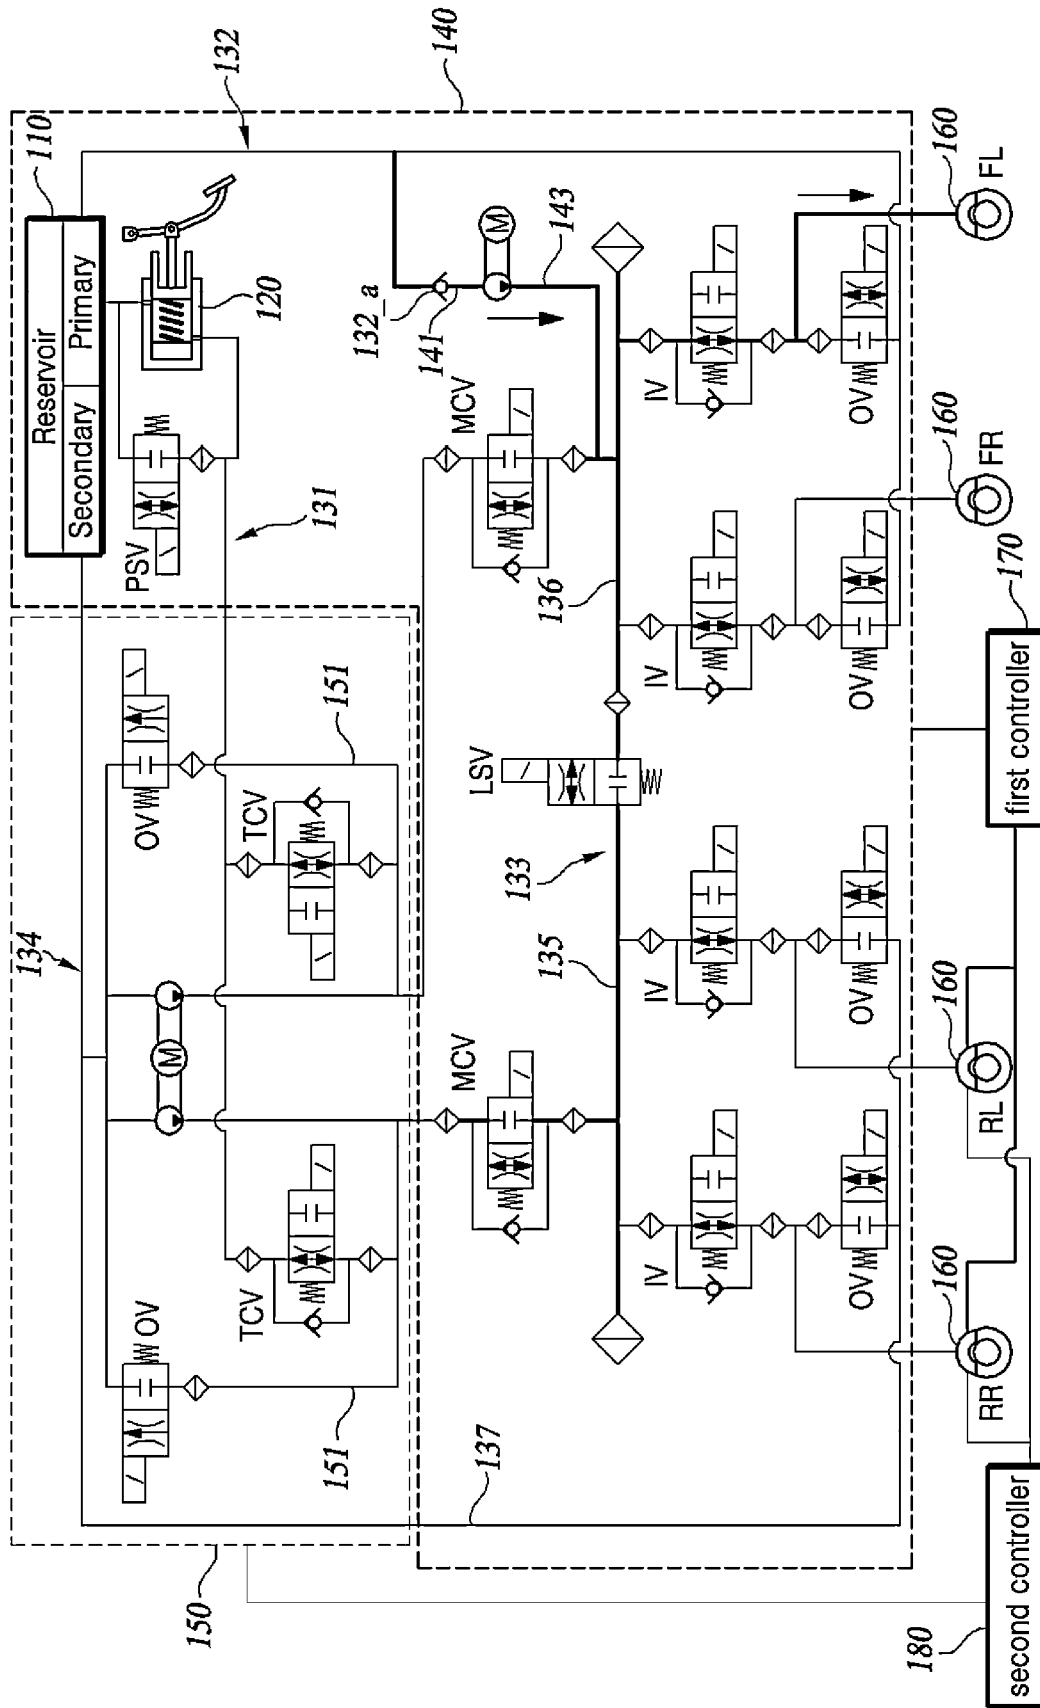 134
Reservoir
110
Secondary
Primary
OV
OV
PSV
M
132
150
TCV
TCV
120
151
151
131
132_a
140
141
MCV
MCV
M
LSV
137
133
143
135
136
IV
IV
IV
IV
OV
OV
OV
OV
180
160
160
160
160
RR
RL
FR
FL
second controller
first controller
170